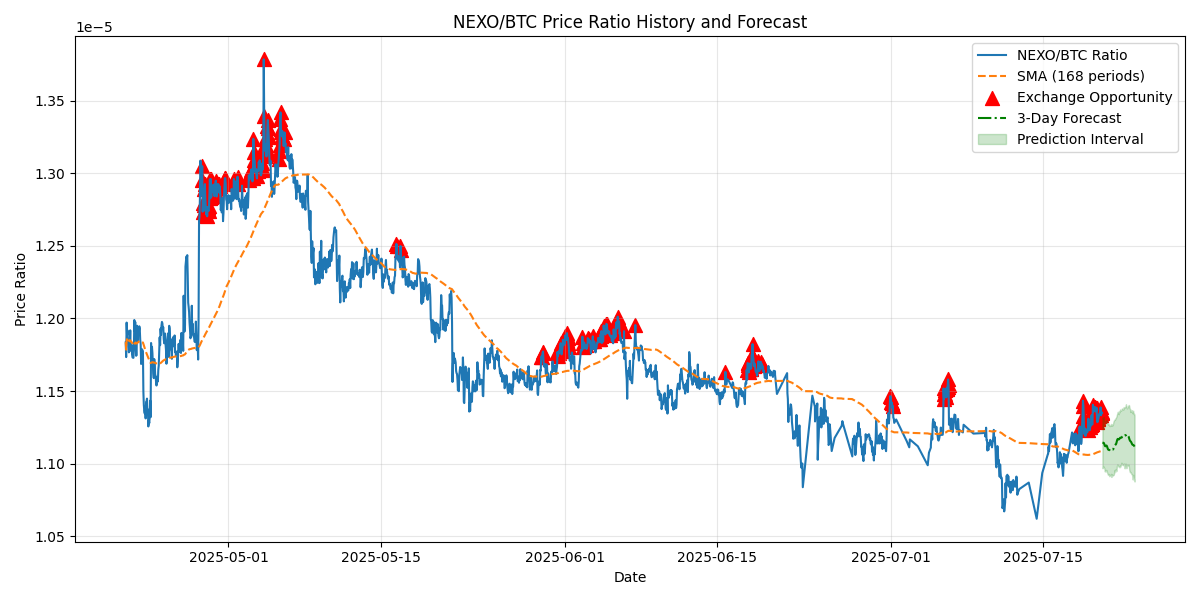 NEXO/BTC Price Ratio History and Forecast
1e−5
NEXO/BTC Ratio
SMA (168 periods)
Exchange Opportunity
3-Day Forecast
Prediction Interval
1.35
1.30
1.25
1.20
1.15
1.10
1.05
Price Ratio
2025-05-01
2025-05-15
2025-06-01
2025-06-15
2025-07-01
2025-07-15
Date